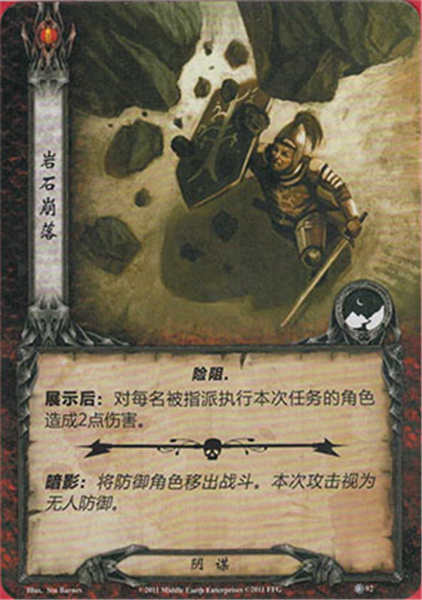 岩石崩落
险阻.
展示后：对每名被指派执行本次任务的角色
造成2点伤害。
暗影：将防御角色移出战斗。本次攻击视为
无人防御。
阴谋
Illus. Stu Barnes
©2011 Middle Earth Enterprises ©2011 FFG
92